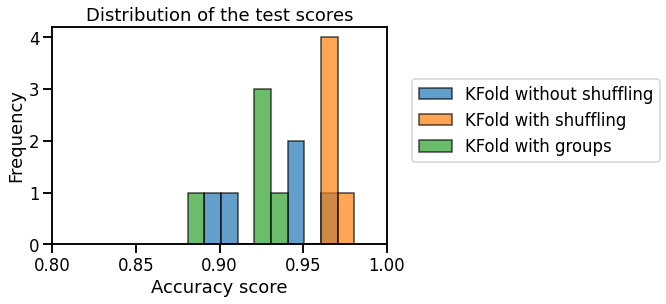 Distribution of the test scores
4
3
2
1
0
Frequency
0.80 0.85 0.90 0.95 1.00
Accuracy score
KFold without shuffling
KFold with shuffling
KFold with groups